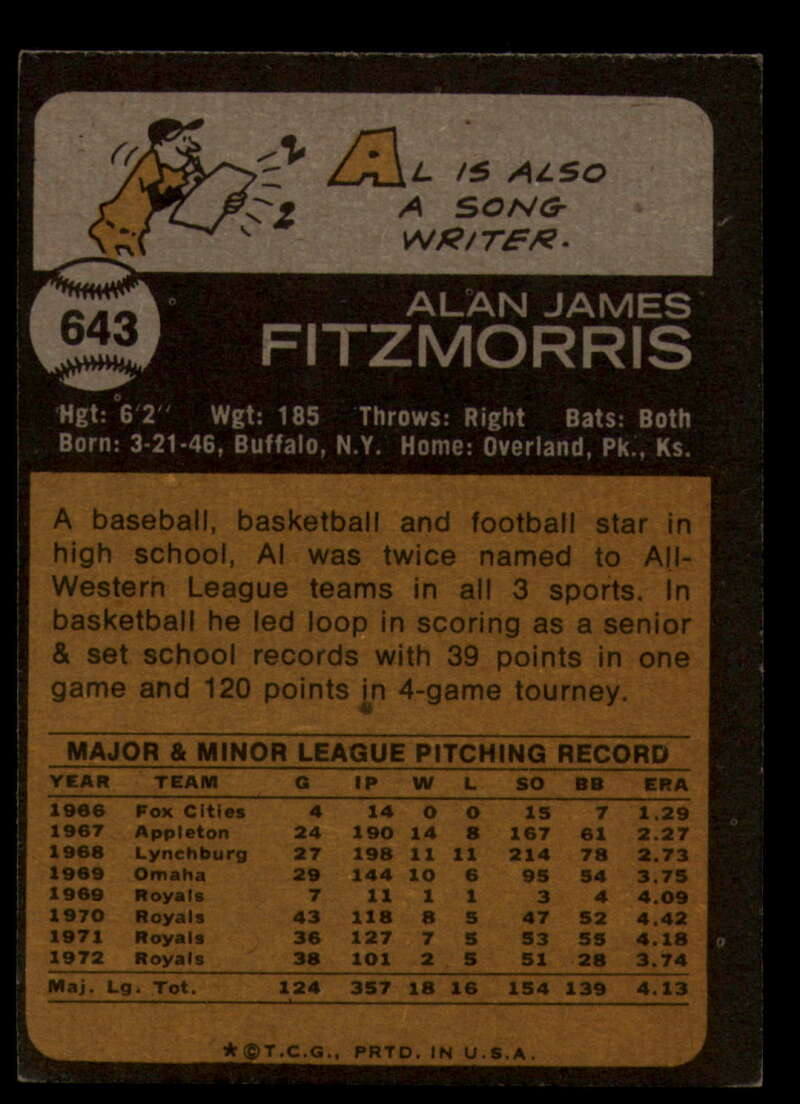 AL IS ALSO
A SONG
WRITER.
643
ALAN JAMES
FITZMORRIS
Hgt: 6'2" Wgt: 185 Throws: Right Bats: Both
Born: 3-21-46, Buffalo, N.Y. Home: Overland, Pk., Ks.
A baseball, basketball and football star in
high school, Al was twice named to All-
Western League teams in all 3 sports. In
basketball he led loop in scoring as a senior
& set school records with 39 points in one
game and 120 points in 4-game tourney.
MAJOR & MINOR LEAGUE PITCHING RECORD
YEAR TEAM G IP W L SO BB ERA
1966 Fox Cities 4 14 0 0 15 7 1.29
1967 Appleton 24 190 14 8 167 61 2.27
1968 Lynchburg 27 198 11 11 214 78 2.73
1969 Omaha 29 144 10 6 95 54 3.75
1969 Royals 7 11 1 1 3 4 4.09
1970 Royals 43 118 8 5 47 52 4.42
1971 Royals 36 127 7 5 53 55 4.18
1972 Royals 38 101 2 5 51 28 3.74
Maj. Lg. Tot. 124 357 18 16 154 139 4.13
*©T.C.G., PRTD. IN U.S.A.